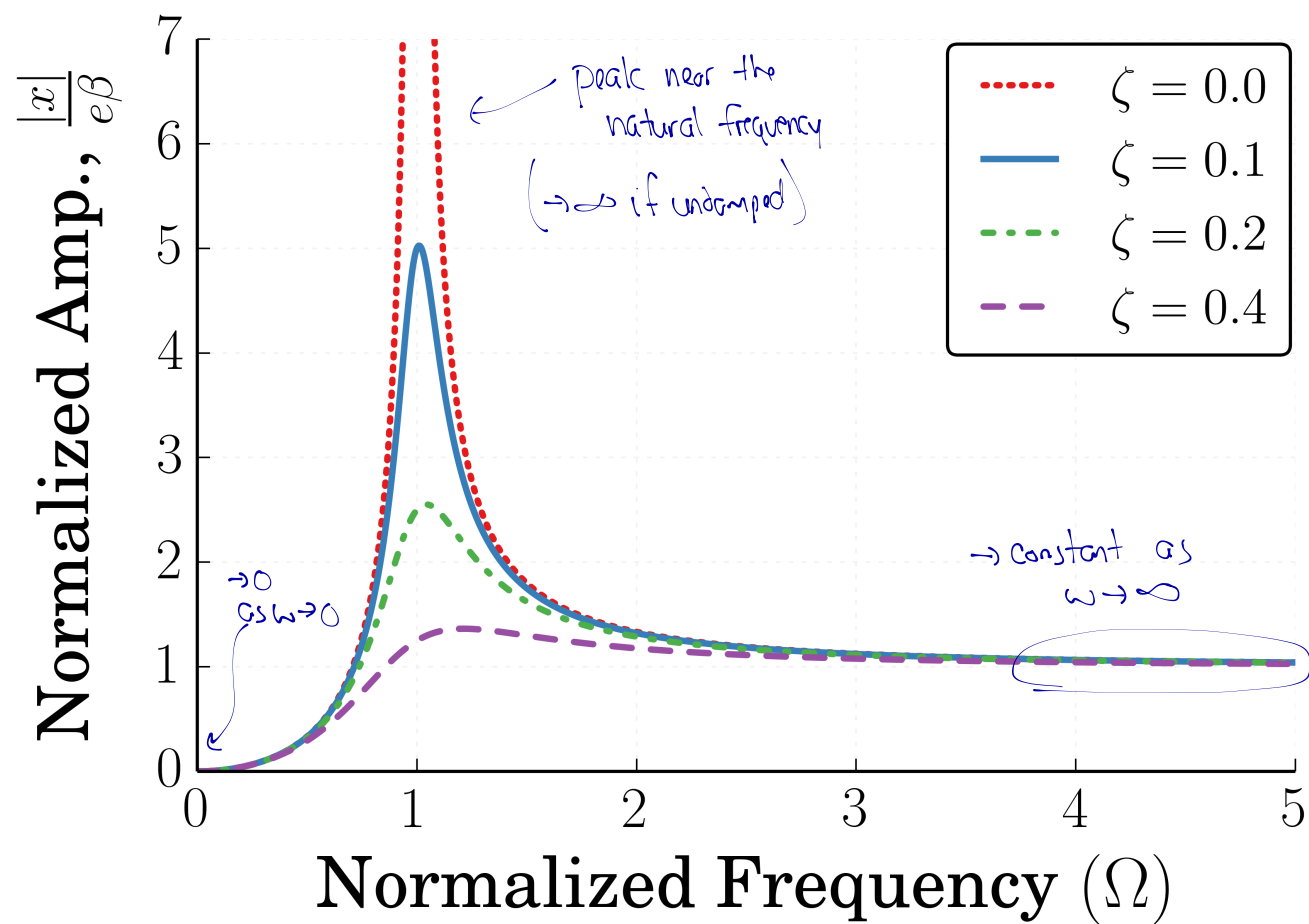 7
6
5
4
3
2
1
0
Normalized Amp., |x|/eβ
peak near the
natural frequency
(→∞ if undamped)
ζ = 0.0
ζ = 0.1
ζ = 0.2
ζ = 0.4
→0
as ω→0
→ constant as
ω→∞
0 1 2 3 4 5
Normalized Frequency (Ω)